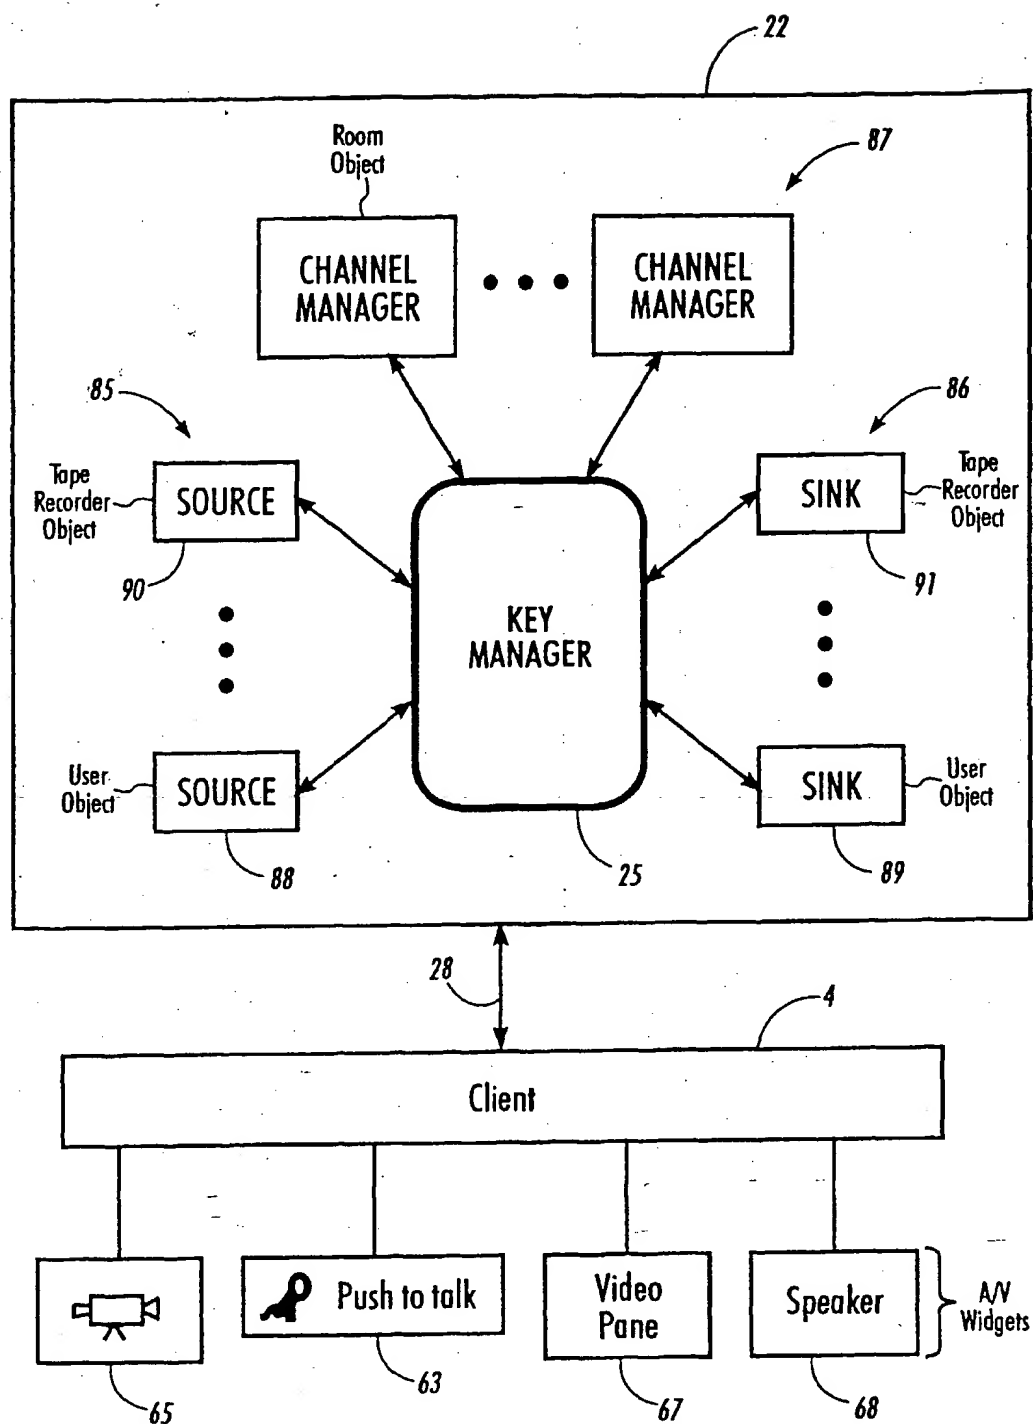 22
Room
Object
87
CHANNEL
MANAGER
CHANNEL
MANAGER
85
86
Tape
Recorder
Object
SOURCE
SINK
Tape
Recorder
Object
90
91
KEY
MANAGER
User
Object
SOURCE
SINK
User
Object
88
25
89
28
4
Client
Push to talk
Video
Pane
Speaker
A/V
Widgets
65
63
67
68